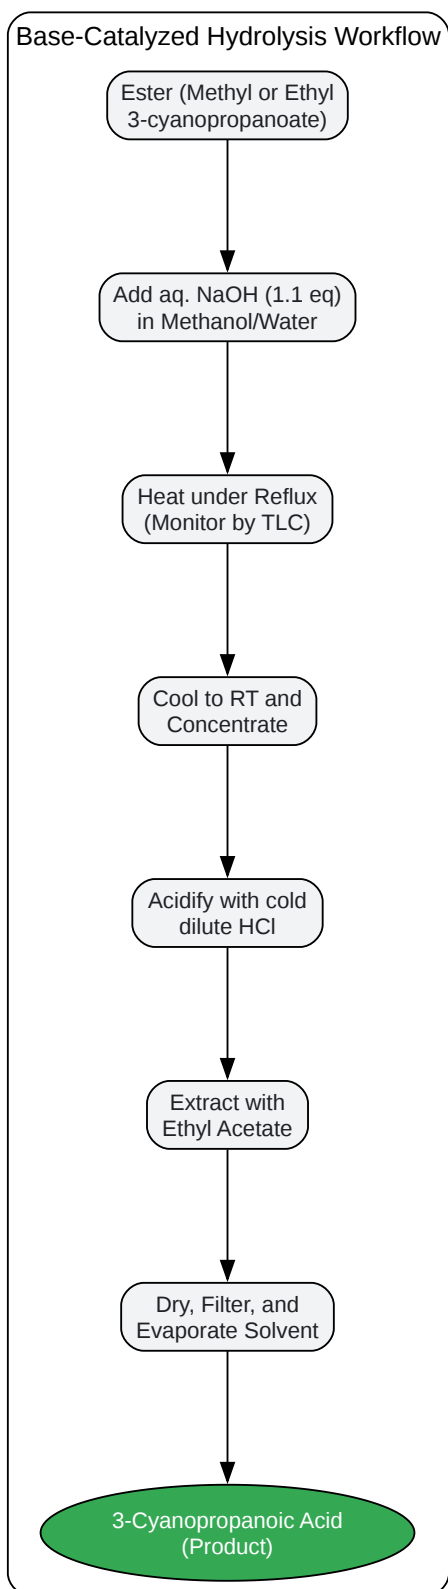 Base-Catalyzed Hydrolysis Workflow
Ester (Methyl or Ethyl
3-cyanopropanoate)
Add aq. NaOH (1.1 eq)
in Methanol/Water
Heat under Reflux
(Monitor by TLC)
Cool to RT and
Concentrate
Acidify with cold
dilute HCl
Extract with
Ethyl Acetate
Dry, Filter, and
Evaporate Solvent
3-Cyanopropanoic Acid
(Product)